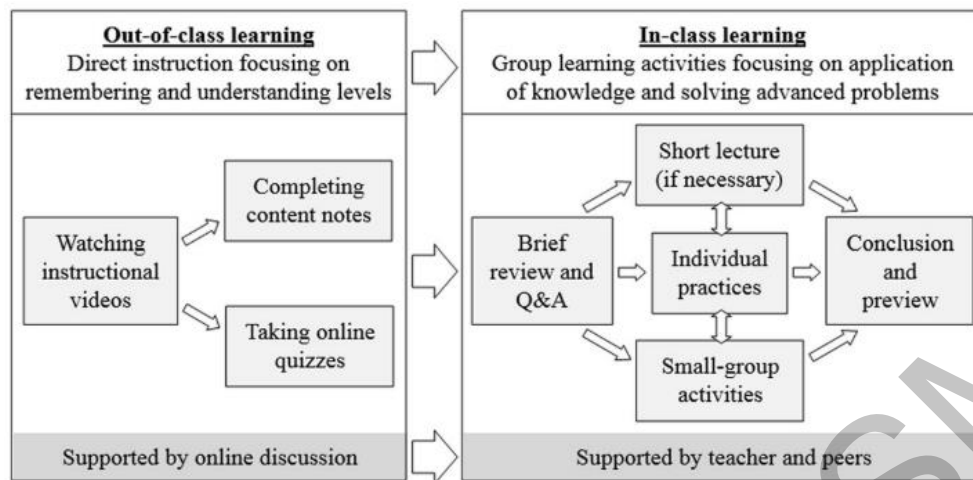 Out-of-class learning
Direct instruction focusing on
remembering and understanding levels
Watching
instructional
videos
Completing
content notes
Taking online
quizzes
Supported by online discussion
In-class learning
Group learning activities focusing on application
of knowledge and solving advanced problems
Brief
review and
Q&A
Short lecture
(if necessary)
Individual
practices
Small-group
activities
Conclusion
and
preview
Supported by teacher and peers